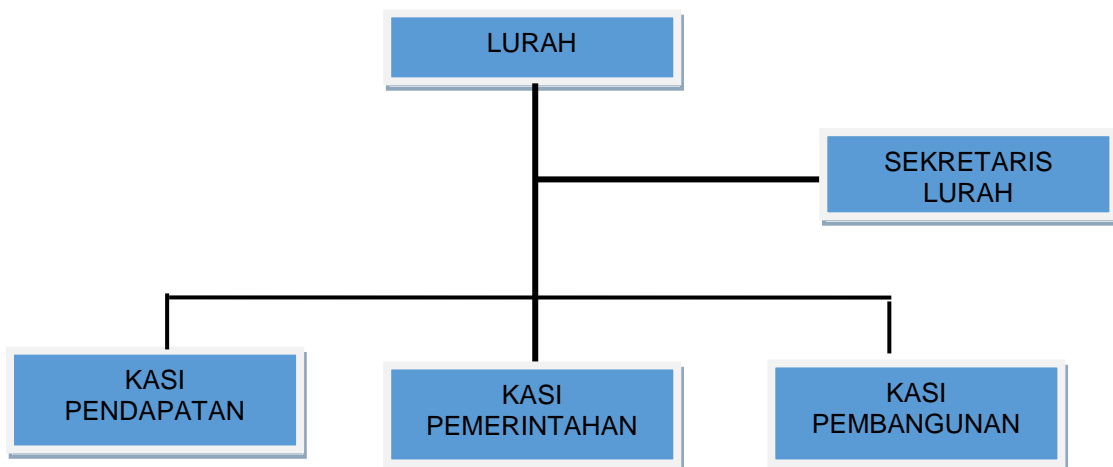 LURAH
SEKRETARIS
LURAH
KASI
PENDAPATAN
KASI
PEMERINTAHAN
KASI
PEMBANGUNAN